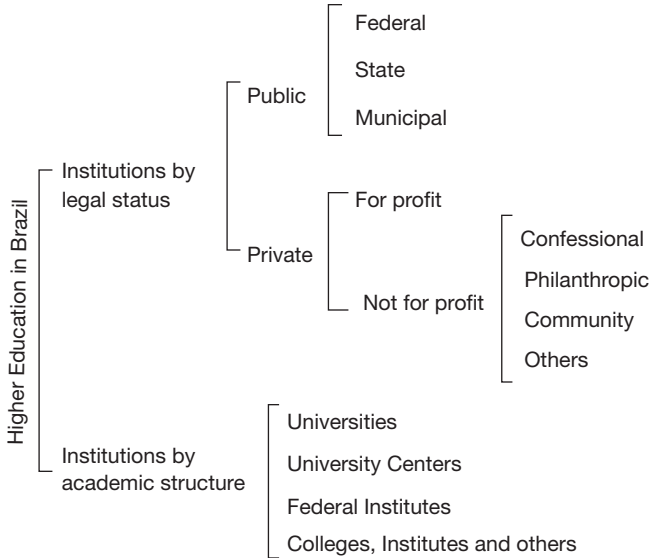 Higher Education in Brazil
Institutions by
legal status
Public
Federal
State
Municipal
Private
For profit
Not for profit
Confessional
Philanthropic
Community
Others
Institutions by
academic structure
Universities
University Centers
Federal Institutes
Colleges, Institutes and others